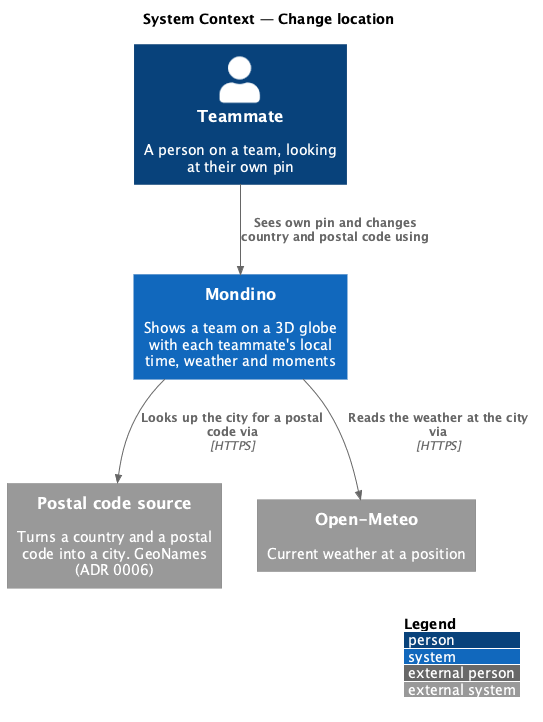 System Context — Change location
Teammate
A person on a team, looking
at their own pin
Sees own pin and changes
country and postal code using
Mondino
Shows a team on a 3D globe
with each teammate's local
time, weather and moments
Looks up the city for a postal
code via
[HTTPS]
Reads the weather at the city
via
[HTTPS]
Postal code source
Turns a country and a postal
code into a city. GeoNames
(ADR 0006)
Open-Meteo
Current weather at a position
Legend
person
system
external person
external system